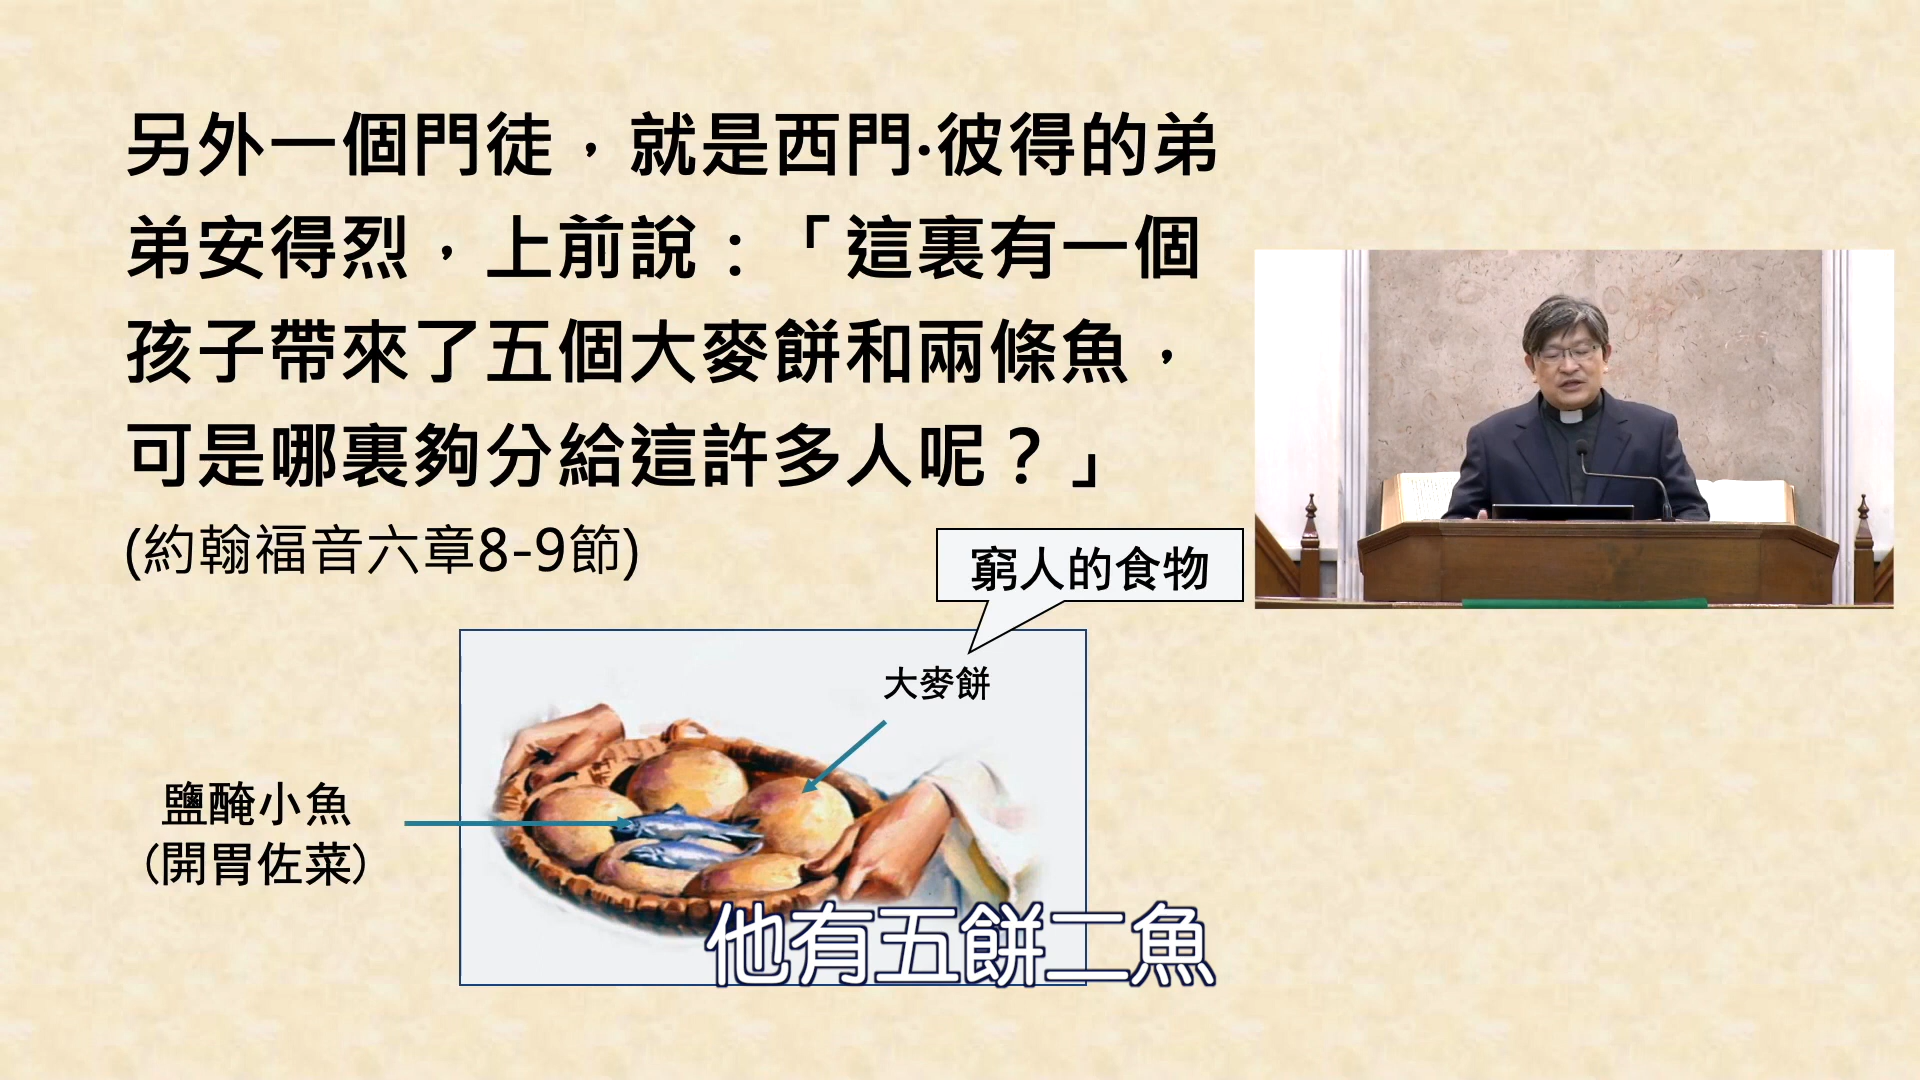 另外一個門徒，就是西門·彼得的弟
弟安得烈，上前說：「這裏有一個
孩子帶來了五個大麥餅和兩條魚，
可是哪裏夠分給這許多人呢？」
(約翰福音六章8-9節)
窮人的食物
大麥餅
鹽醃小魚
(開胃佐菜)
他有五餅二魚